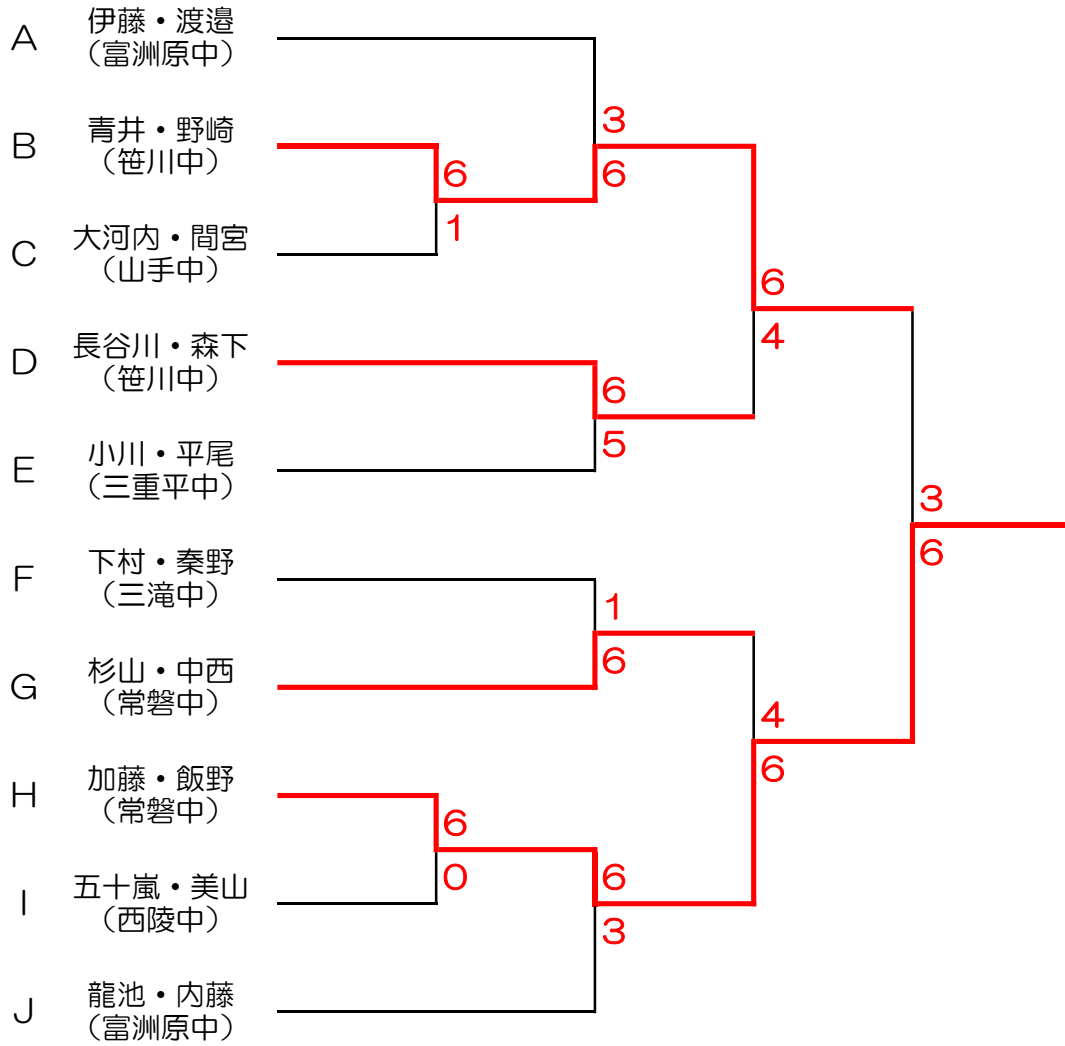 A
伊藤・渡邉
（富洲原中）
3
B
青井・野崎
（笹川中）
6
6
1
C
大河内・間宮
（山手中）
6
4
D
長谷川・森下
（笹川中）
6
5
E
小川・平尾
（三重平中）
3
6
F
下村・秦野
（三滝中）
1
6
G
杉山・中西
（常磐中）
4
6
H
加藤・飯野
（常磐中）
6
0
6
3
I
五十嵐・美山
（西陵中）
J
龍池・内藤
（富洲原中）